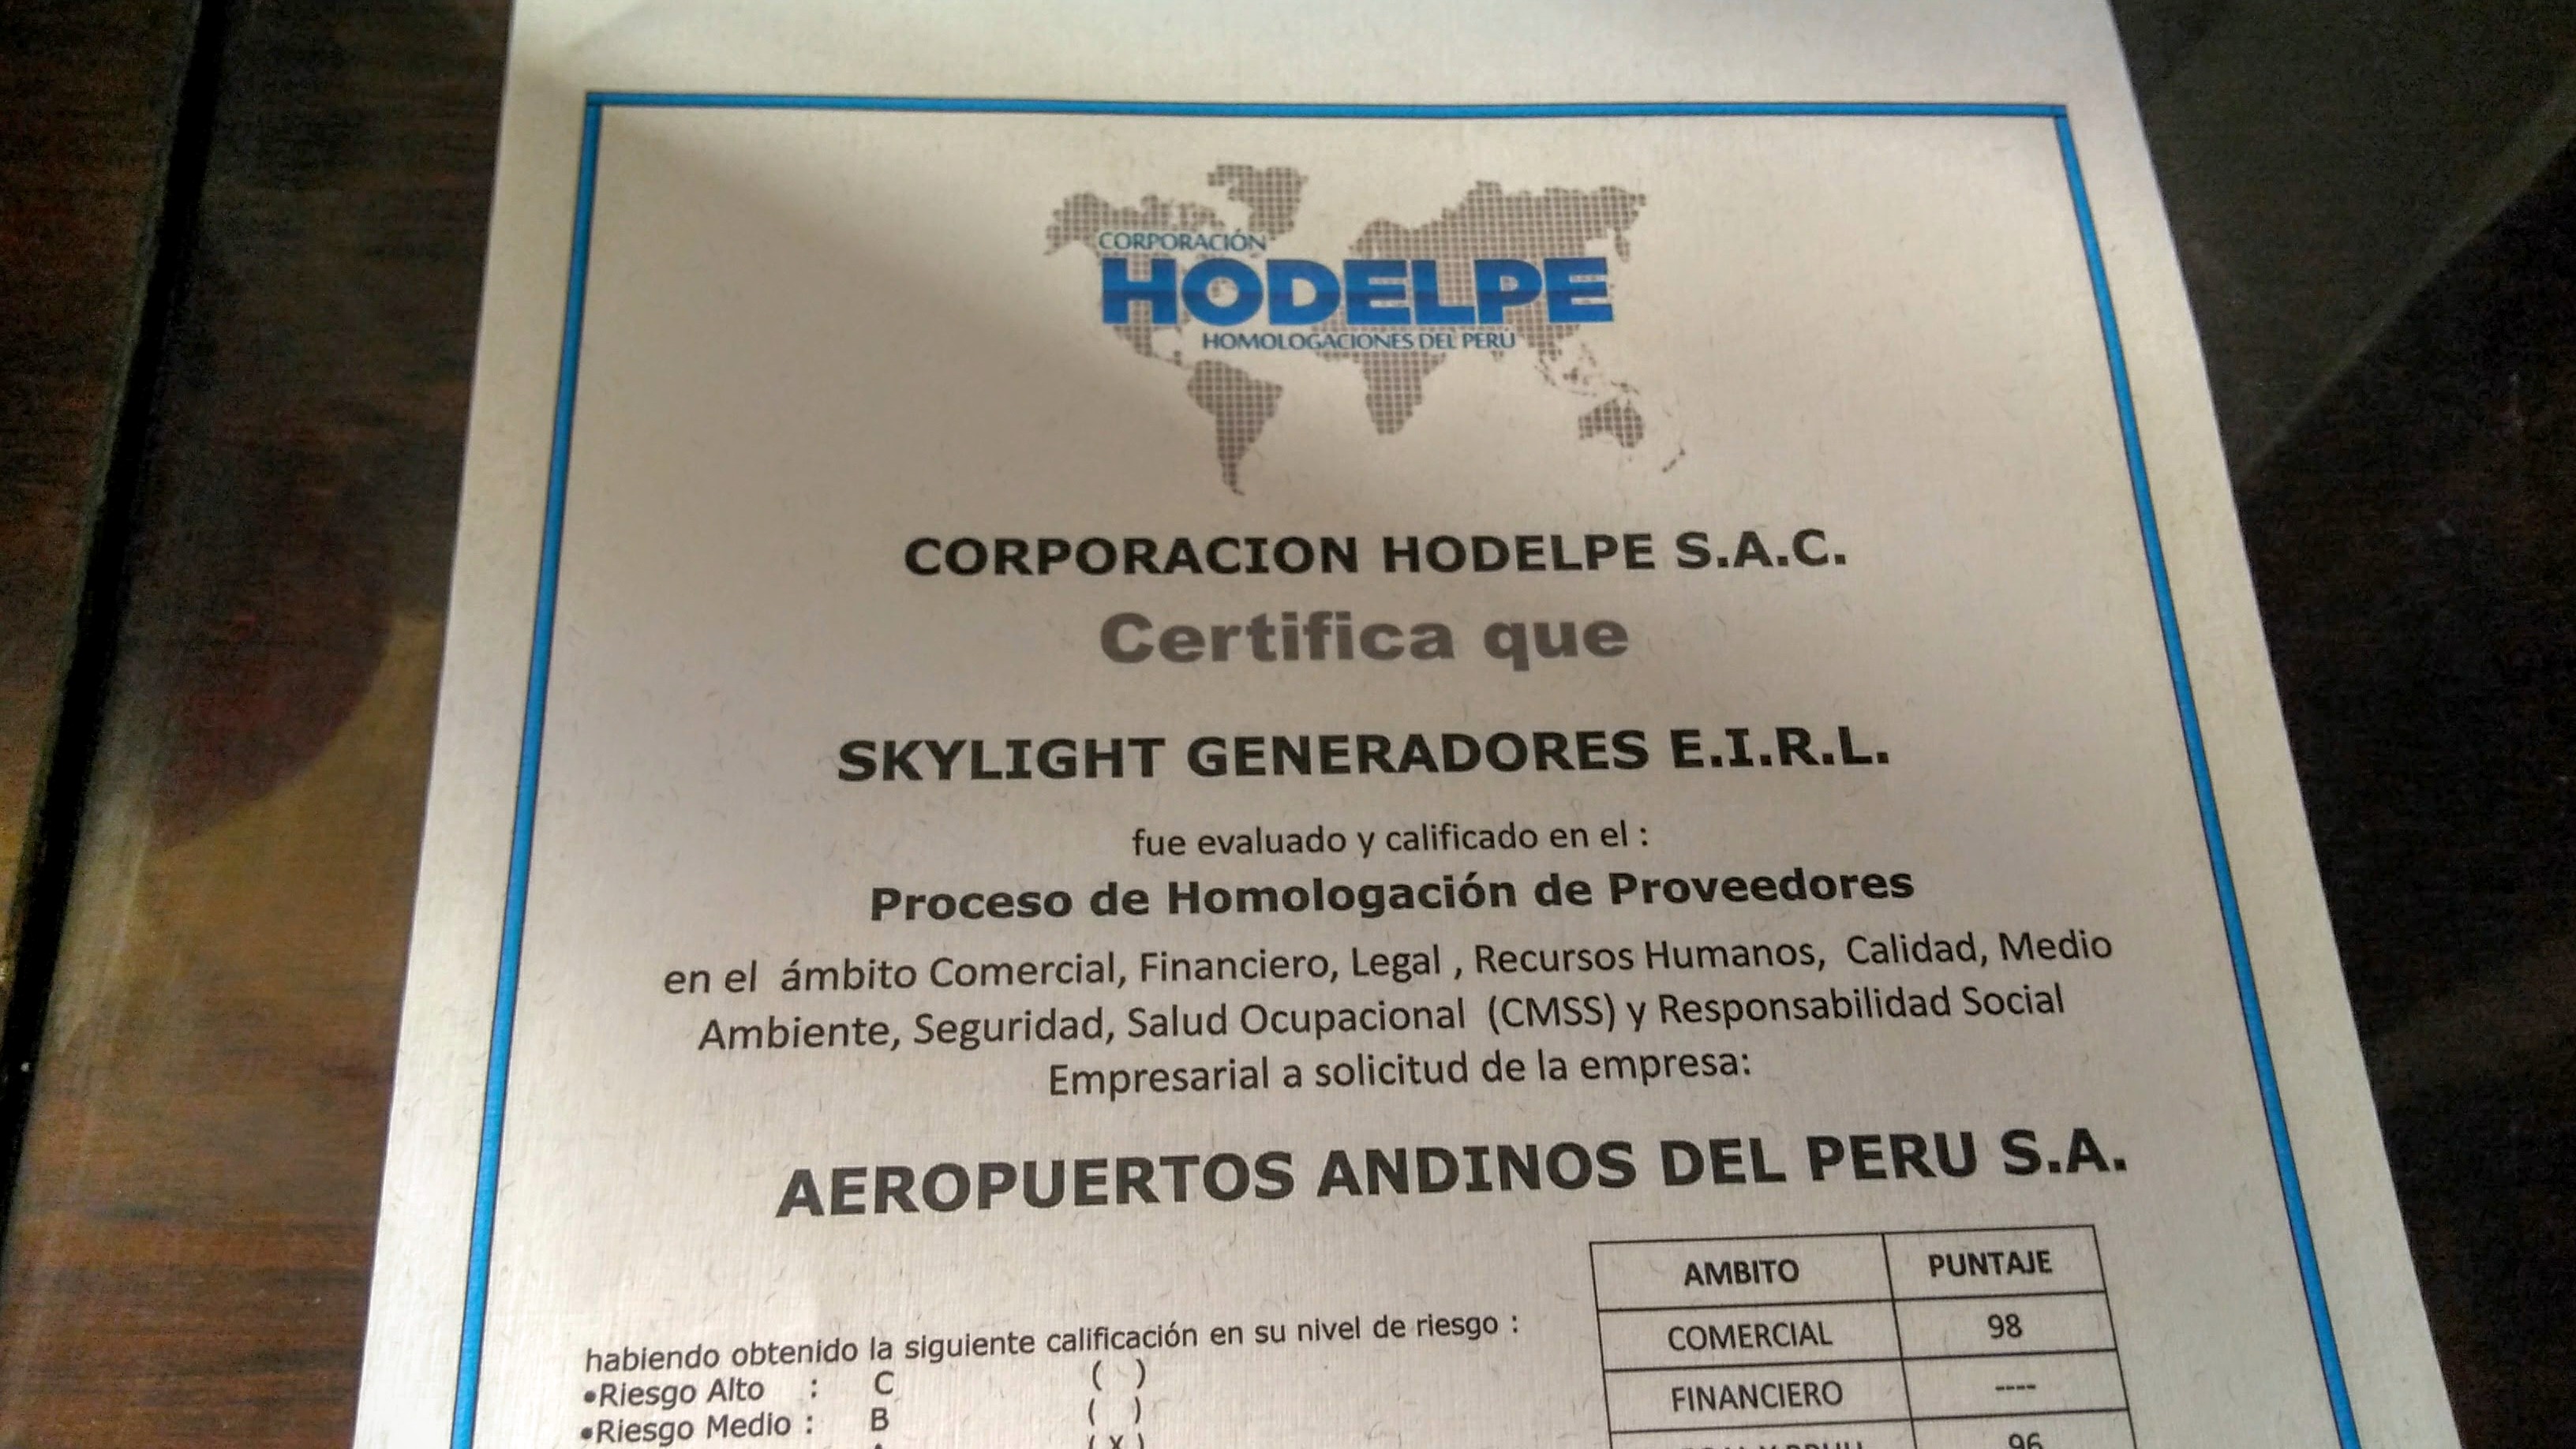 CORPORACIÓN
HODELPE
HOMOLOGACIONES DEL PERÚ
CORPORACION HODELPE S.A.C.
Certifica que
SKYLIGHT GENERADORES E.I.R.L.
fue evaluado y calificado en el :
Proceso de Homologación de Proveedores
en el ámbito Comercial, Financiero, Legal , Recursos Humanos, Calidad, Medio
Ambiente, Seguridad, Salud Ocupacional (CMSS) y Responsabilidad Social
Empresarial a solicitud de la empresa:
AEROPUERTOS ANDINOS DEL PERU S.A.
habiendo obtenido la siguiente calificación en su nivel de riesgo :
•Riesgo Alto : C ( )
•Riesgo Medio : B ( )
(X)
AMBITO PUNTAJE
COMERCIAL 98
FINANCIERO ----
96